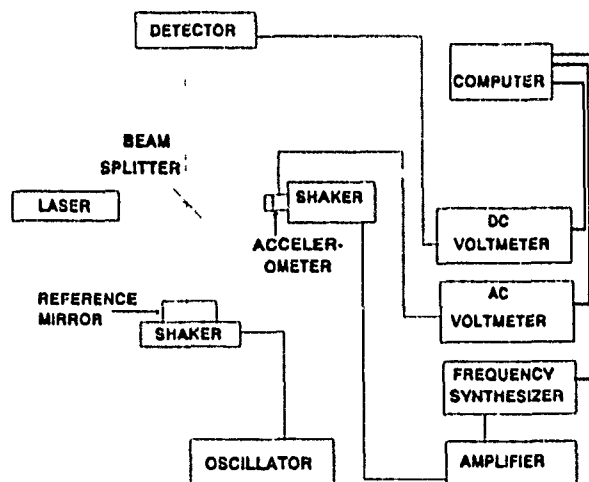 DETECTOR
COMPUTER
BEAM
SPLITTER
LASER
SHAKER
ACCELER-
OMETER
DC
VOLTMETER
AC
VOLTMETER
REFERENCE
MIRROR
SHAKER
FREQUENCY
SYNTHESIZER
OSCILLATOR
AMPLIFIER